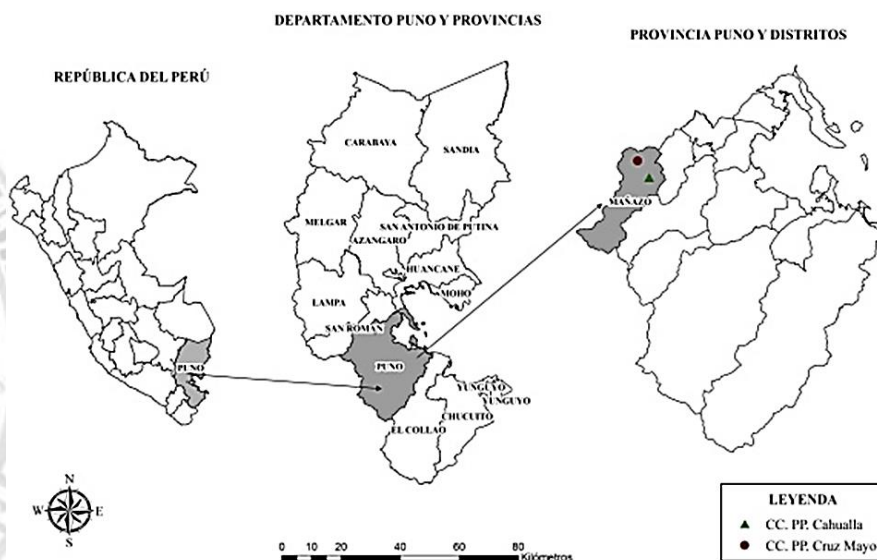 DEPARTAMENTO PUNO Y PROVINCIAS
PROVINCIA PUNO Y DISTRITOS
REPÚBLICA DEL PERÚ
CARABAYA
SANDIA
MELGAR
SAN ANTONIO DE PUTINA
AZANGARO
HUANCANE
LAMPA
MOHO
SAN ROMÁN
PUNO
PUNO
YUNGUYO
YUNGUYO
CHUCUITO
EL COLLAO
MAÑAZO
N
W E
S
0 10 20 40 60 80
Kilómetros
LEYENDA
CC. PP. Cahualla
CC. PP. Cruz Mayo